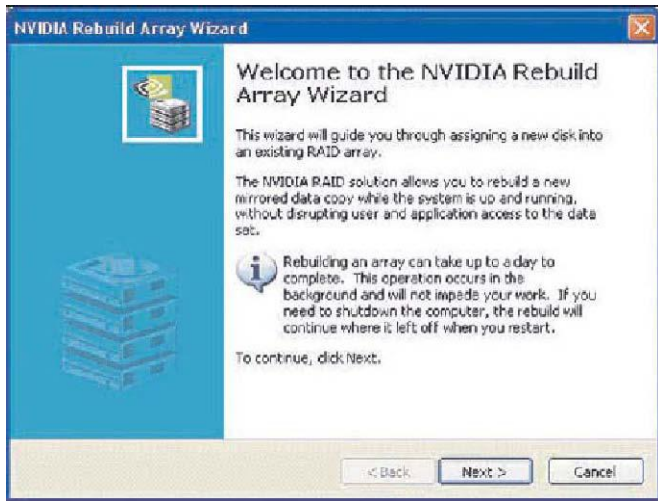 NVIDIA Rebuild Array Wizard
Welcome to the NVIDIA Rebuild
Array Wizard
This wizard will guide you through assigning a new disk into
an existing RAID array.
The NVIDIA RAID solution allows you to rebuild a new
mirrored data copy while the system is up and running,
without disrupting user and application access to the data
set.
Rebuilding an array can take up to a day to
complete. This operation occurs in the
background and will not impede your work. If you
need to shutdown the computer, the rebuild will
continue where it left off when you restart.
To continue, click Next.
< Back
Next >
Cancel